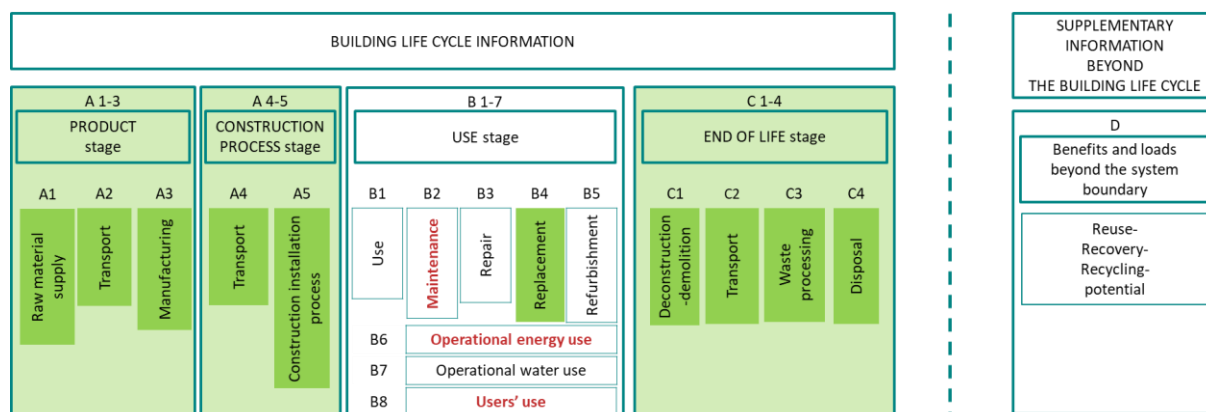 BUILDING LIFE CYCLE INFORMATION
SUPPLEMENTARY
INFORMATION
BEYOND
THE BUILDING LIFE CYCLE
A 1-3
PRODUCT
stage
A 4-5
CONSTRUCTION
PROCESS stage
B 1-7
USE stage
C 1-4
END OF LIFE stage
D
Benefits and loads
beyond the system
boundary
A1
A2
A3
A4
A5
B1
B2
B3
B4
B5
C1
C2
C3
C4
Raw material
supply
Transport
Manufacturing
Transport
Construction installation
process
Use
Maintenance
Repair
Replacement
Refurbishment
Deconstruction
-demolition
Transport
Waste
processing
Disposal
Reuse-
Recovery-
Recycling-
potential
B6
Operational energy use
B7
Operational water use
B8
Users' use